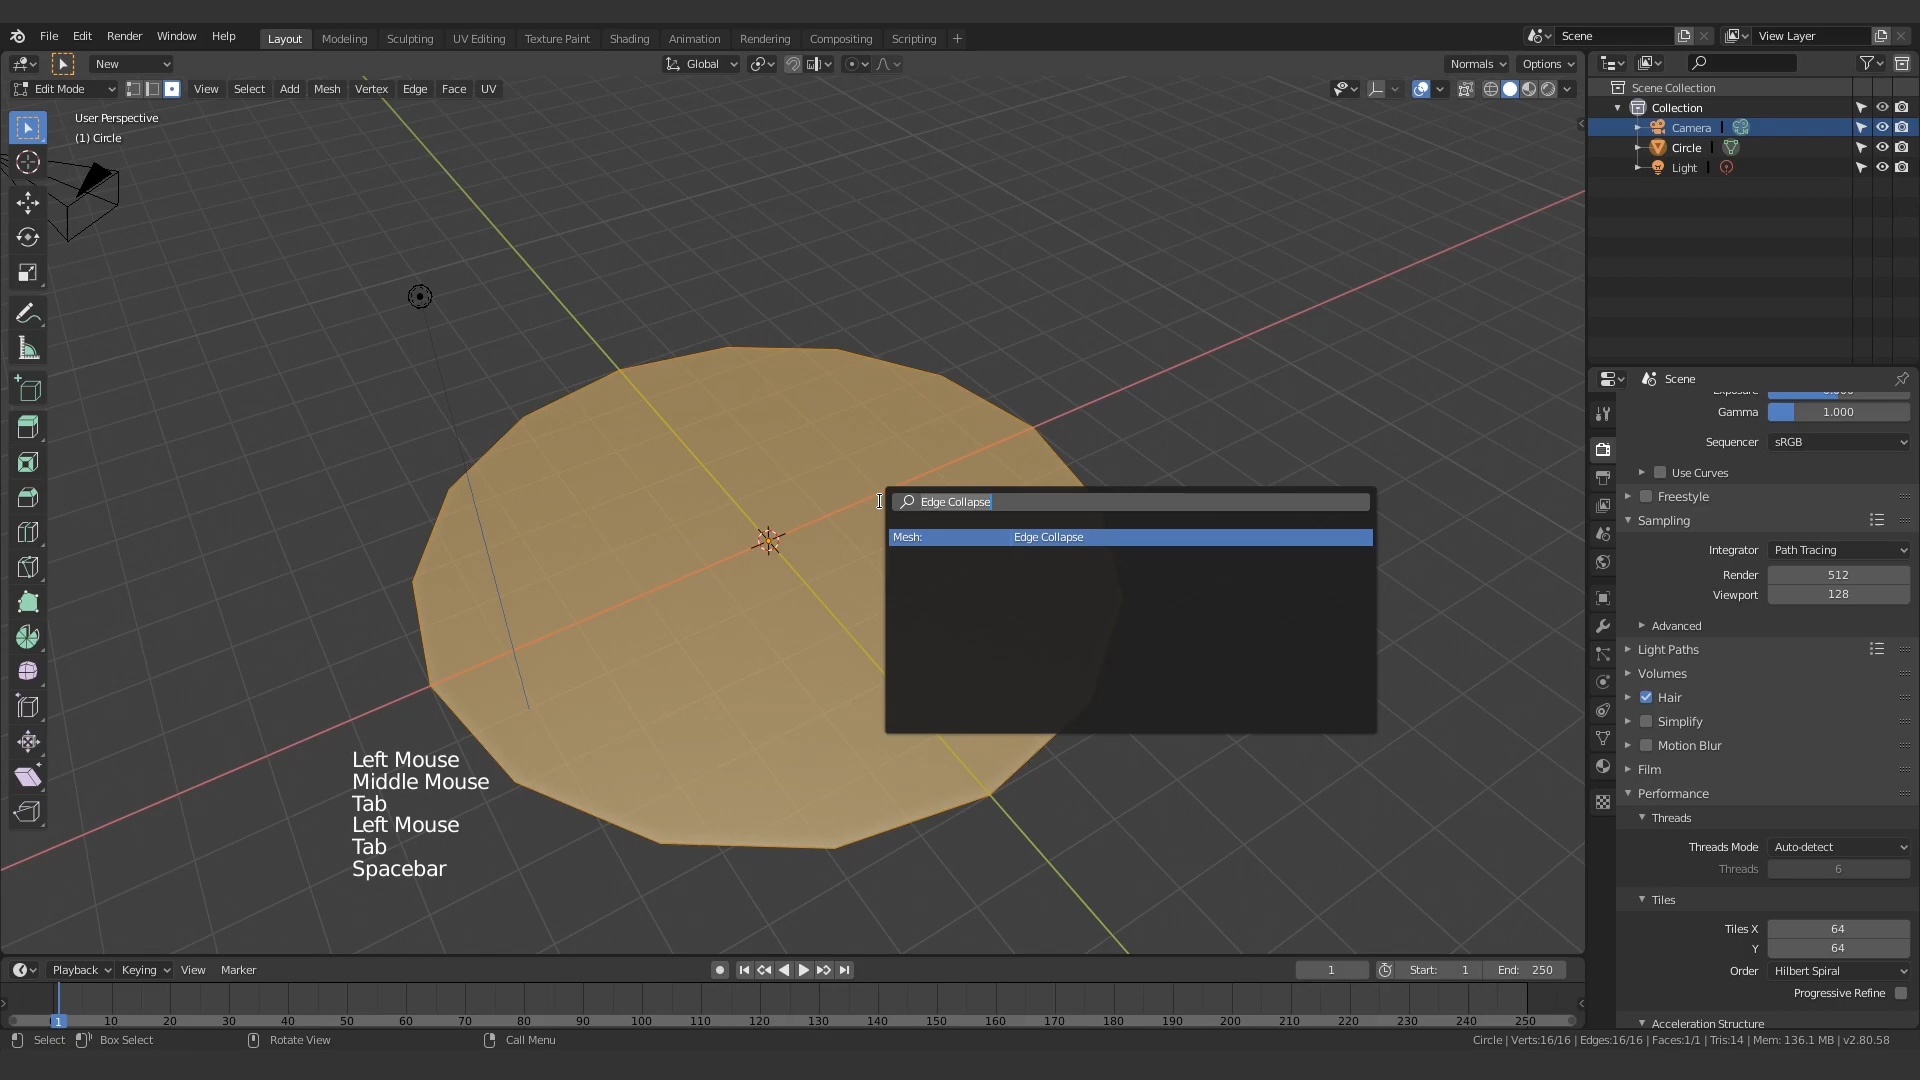 File Edit Render Window Help Layout Modeling Sculpting UV Editing Texture Paint Shading Animation Rendering Compositing Scripting + Scene View Layer
New Global Normals Options
Edit Mode View Select Add Mesh Vertex Edge Face UV
User Perspective
(1) Circle
Scene Collection
Collection
Camera
Circle
Light
Edge Collapse
Mesh: Edge Collapse
Left Mouse
Middle Mouse
Tab
Left Mouse
Tab
Spacebar
Scene
Gamma 1.000
Sequencer sRGB
Use Curves
Freestyle
Sampling
Integrator Path Tracing
Render 512
Viewport 128
Advanced
Light Paths
Volumes
Hair
Simplify
Motion Blur
Film
Performance
Threads
Threads Mode Auto-detect
Threads 6
Tiles
Tiles X 64
Y 64
Order Hilbert Spiral
Progressive Refine
Acceleration Structure
Playback Keying View Marker 1 Start: 1 End: 250
1 10 20 30 40 50 60 70 80 90 100 110 120 130 140 150 160 170 180 190 200 210 220 230 240 250
Select Box Select Rotate View Call Menu Circle | Verts:16/16 | Edges:16/16 | Faces:1/1 | Tris:14 | Mem: 136.1 MB | v2.80.58